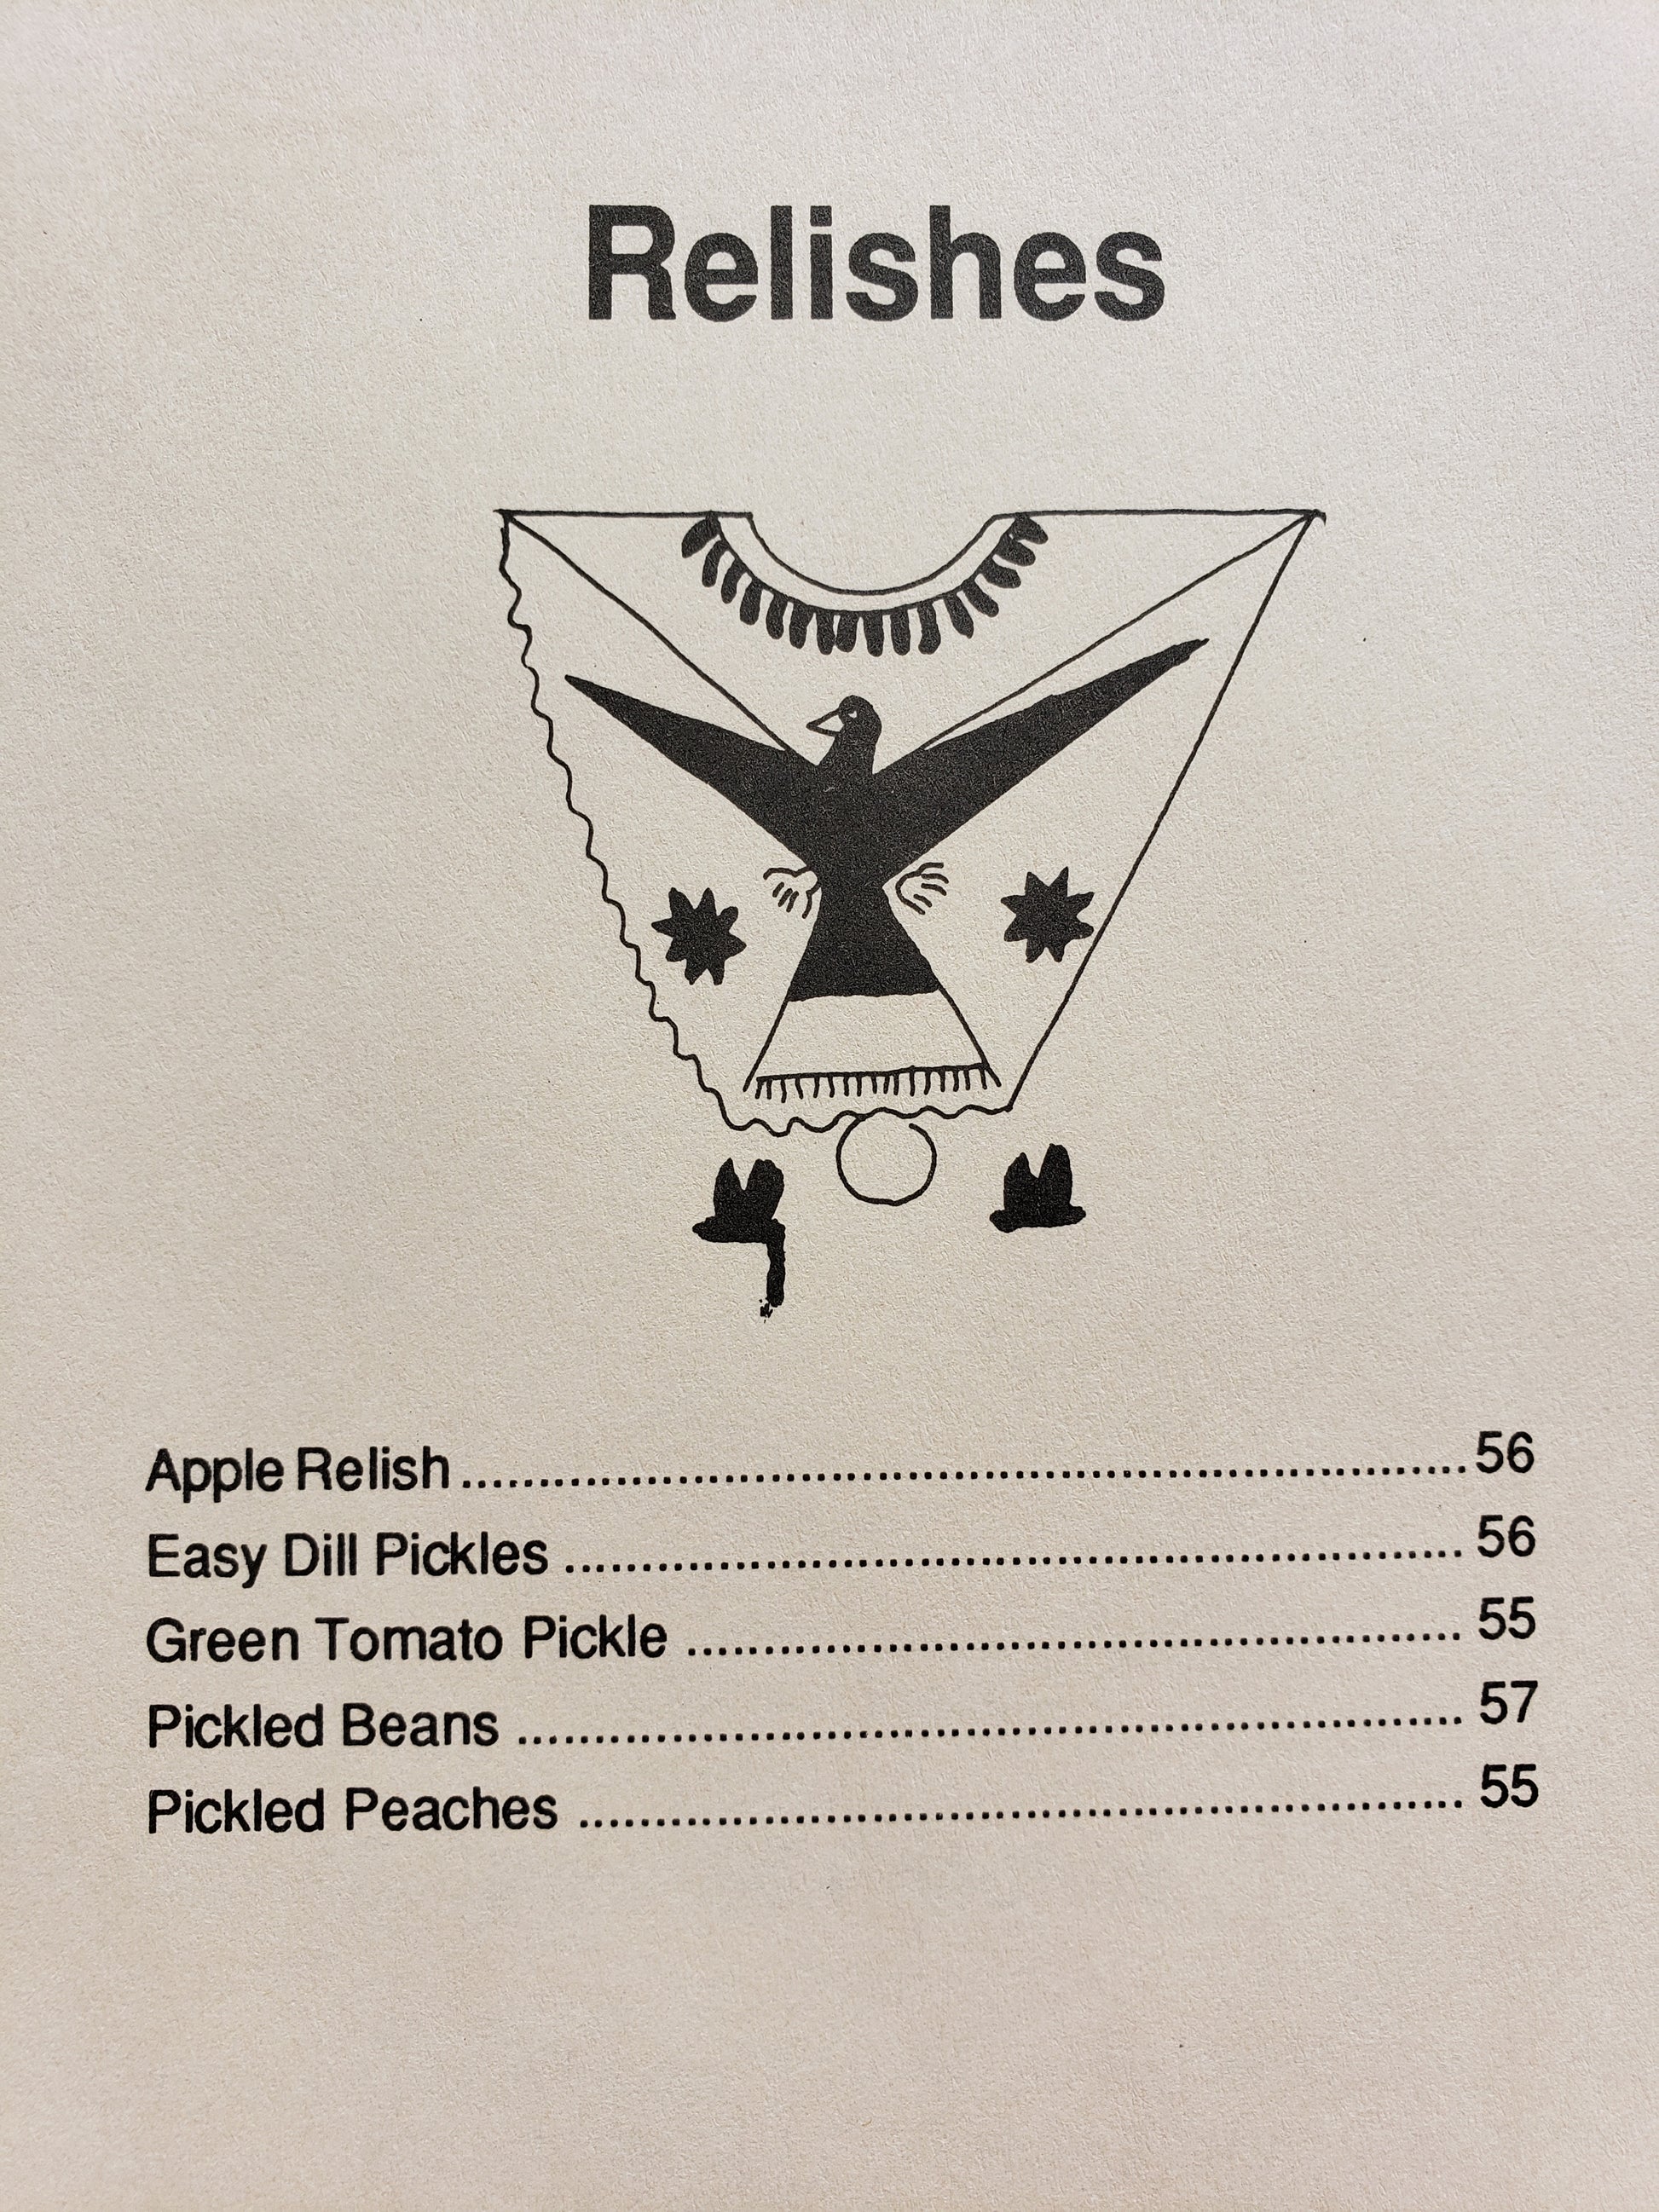 Relishes
Apple Relish ........................................................................ 56
Easy Dill Pickles ................................................................ 56
Green Tomato Pickle ....................................................... 55
Pickled Beans ................................................................... 57
Pickled Peaches ............................................................... 55